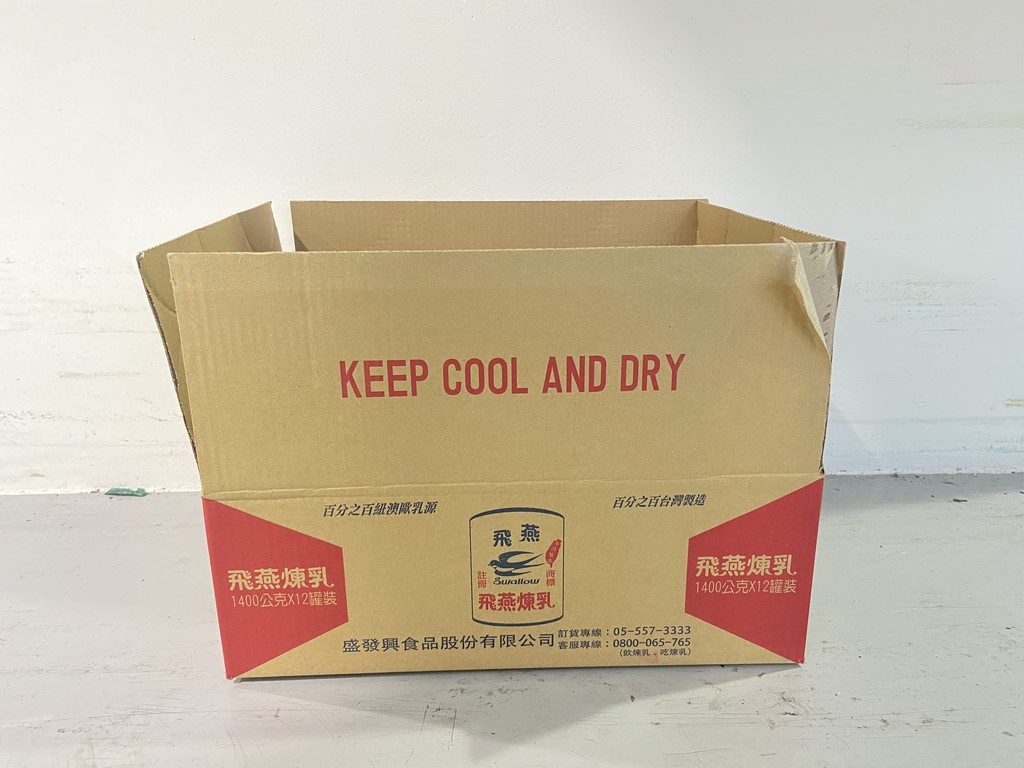 KEEP COOL AND DRY
百分之百紐澳歐乳源
百分之百台灣製造
飛燕煉乳
1400公克X12罐裝
飛燕
註冊
商標
Swallow
飛燕煉乳
飛燕煉乳
1400公克X12罐裝
盛發興食品股份有限公司
訂貨專線：05-557-3333
客服專線：0800-065-765
(飲煉乳、吃煉乳)